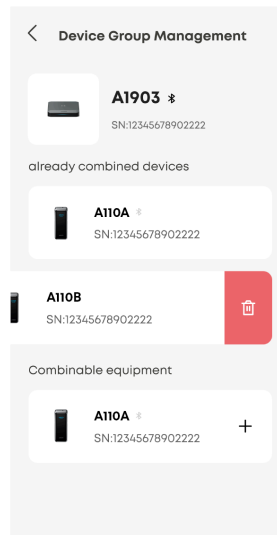 Device Group Management
A1903
SN:12345678902222
already combined devices
A110A
SN:12345678902222
A110B
SN:12345678902222
Combinable equipment
A110A
SN:12345678902222